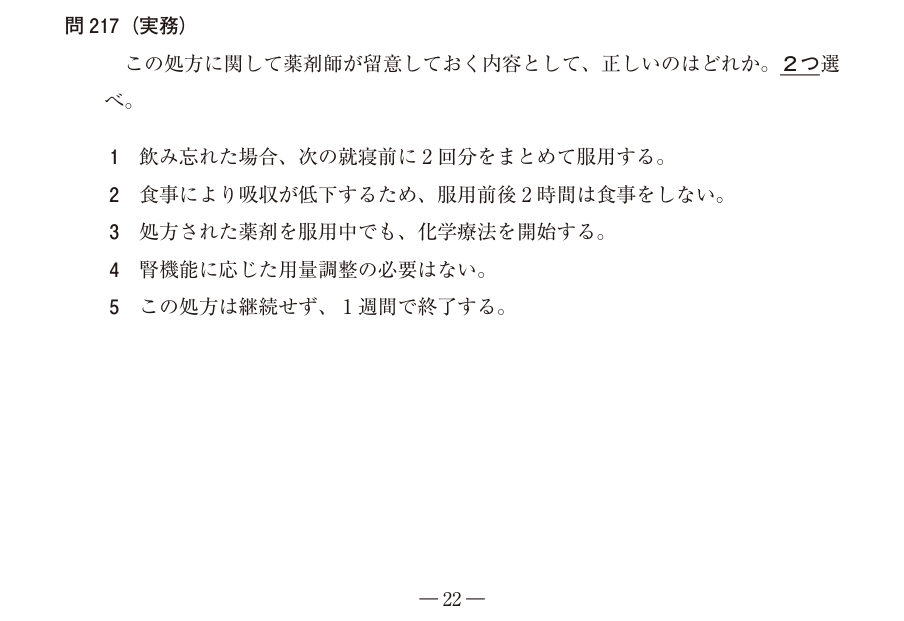 問 217（実務）
この処方に関して薬剤師が留意しておく内容として、正しいのはどれか。２つ選
べ。
1 飲み忘れた場合、次の就寝前に２回分をまとめて服用する。
2 食事により吸収が低下するため、服用前後２時間は食事をしない。
3 処方された薬剤を服用中でも、化学療法を開始する。
4 腎機能に応じた用量調整の必要はない。
5 この処方は継続せず、１週間で終了する。
— 22 —